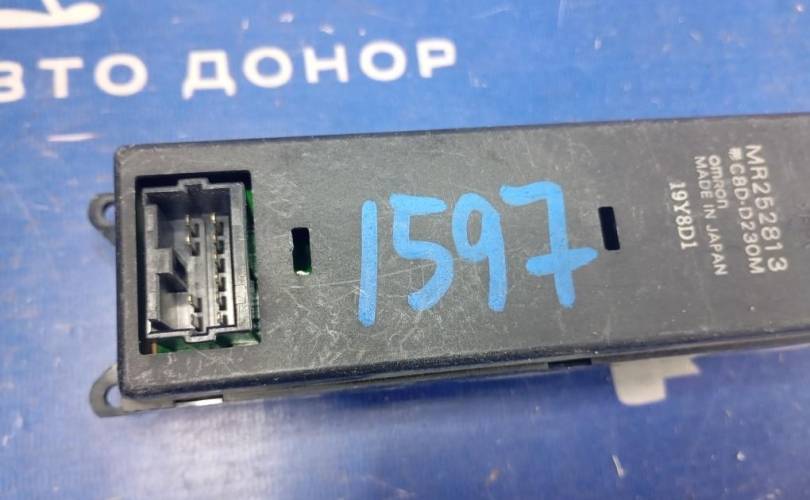 ВТО ДОНОР
1597
MR252813
#C8D-D230M
omron
MADE IN JAPAN
19Y8D1